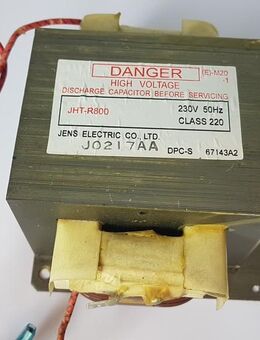 DANGER (E)-M20
-1
HIGH VOLTAGE
DISCHARGE CAPACITOR BEFORE SERVICING
JHT-R800 230V 50Hz
CLASS 220
JENS ELECTRIC CO., LTD.
J0217AA DPC-S 67143A2